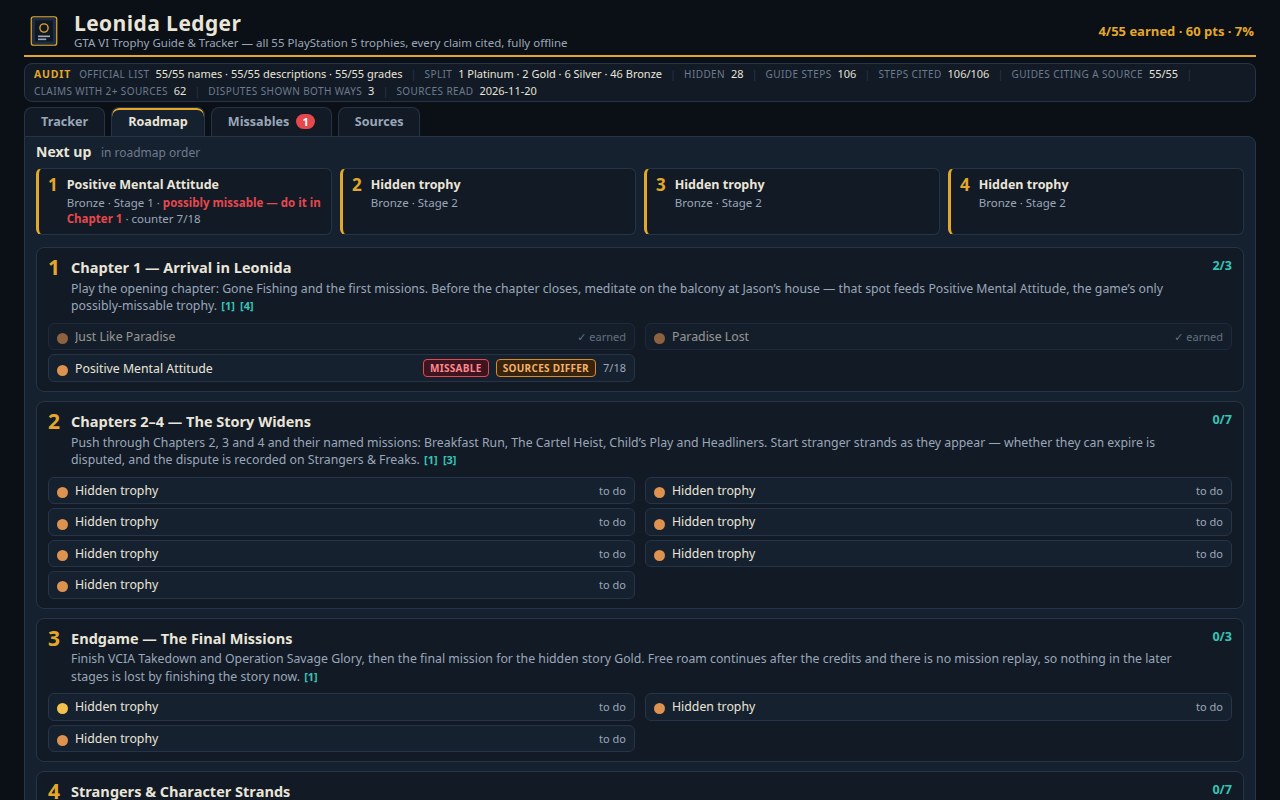 Leonida Ledger
GTA VI Trophy Guide & Tracker — all 55 PlayStation 5 trophies, every claim cited, fully offline
4/55 earned · 60 pts · 7%
AUDIT OFFICIAL LIST 55/55 names · 55/55 descriptions · 55/55 grades SPLIT 1 Platinum · 2 Gold · 6 Silver · 46 Bronze HIDDEN 28 GUIDE STEPS 106 STEPS CITED 106/106 GUIDES CITING A SOURCE 55/55
CLAIMS WITH 2+ SOURCES 62 DISPUTES SHOWN BOTH WAYS 3 SOURCES READ 2026-11-20
Tracker Roadmap Missables 1 Sources
Next up in roadmap order
1 Positive Mental Attitude
Bronze · Stage 1 · possibly missable — do it in
Chapter 1 · counter 7/18
2 Hidden trophy
Bronze · Stage 2
3 Hidden trophy
Bronze · Stage 2
4 Hidden trophy
Bronze · Stage 2
1 Chapter 1 — Arrival in Leonida 2/3
Play the opening chapter: Gone Fishing and the first missions. Before the chapter closes, meditate on the balcony at Jason’s house — that spot feeds Positive Mental Attitude, the game’s only
possibly-missable trophy. [1] [4]
Just Like Paradise ✓ earned
Paradise Lost ✓ earned
Positive Mental Attitude MISSABLE SOURCES DIFFER 7/18
2 Chapters 2–4 — The Story Widens 0/7
Push through Chapters 2, 3 and 4 and their named missions: Breakfast Run, The Cartel Heist, Child’s Play and Headliners. Start stranger strands as they appear — whether they can expire is
disputed, and the dispute is recorded on Strangers & Freaks. [1] [3]
Hidden trophy to do
Hidden trophy to do
Hidden trophy to do
Hidden trophy to do
Hidden trophy to do
Hidden trophy to do
Hidden trophy to do
3 Endgame — The Final Missions 0/3
Finish VCIA Takedown and Operation Savage Glory, then the final mission for the hidden story Gold. Free roam continues after the credits and there is no mission replay, so nothing in the later
stages is lost by finishing the story now. [1]
Hidden trophy to do
Hidden trophy to do
Hidden trophy to do
4 Strangers & Character Strands 0/7